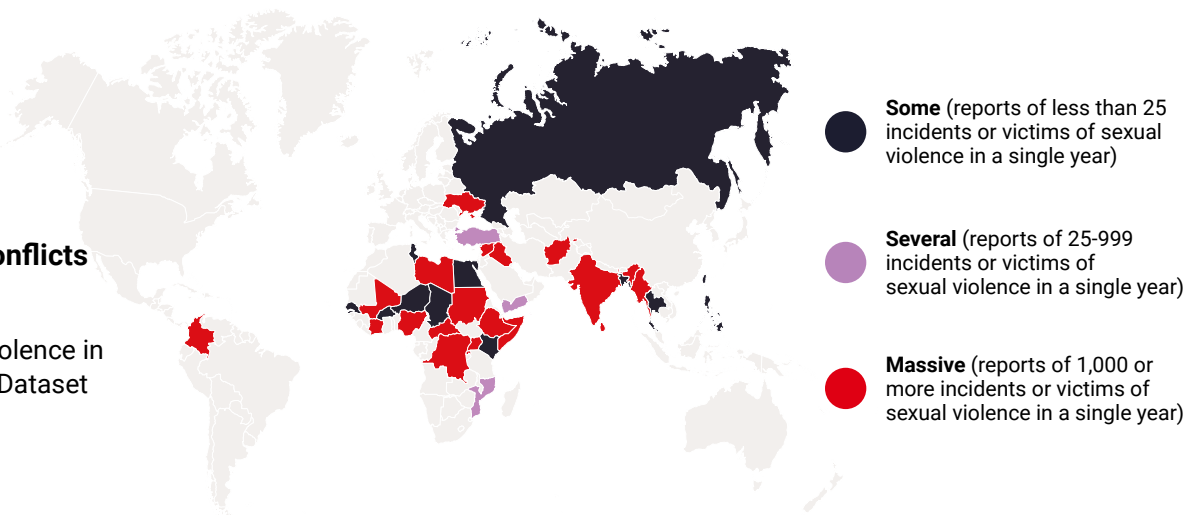 onflicts
olence in
Dataset
Some (reports of less than 25
incidents or victims of sexual
violence in a single year)
Several (reports of 25-999
incidents or victims of
sexual violence in a single year)
Massive (reports of 1,000 or
more incidents or victims of
sexual violence in a single year)